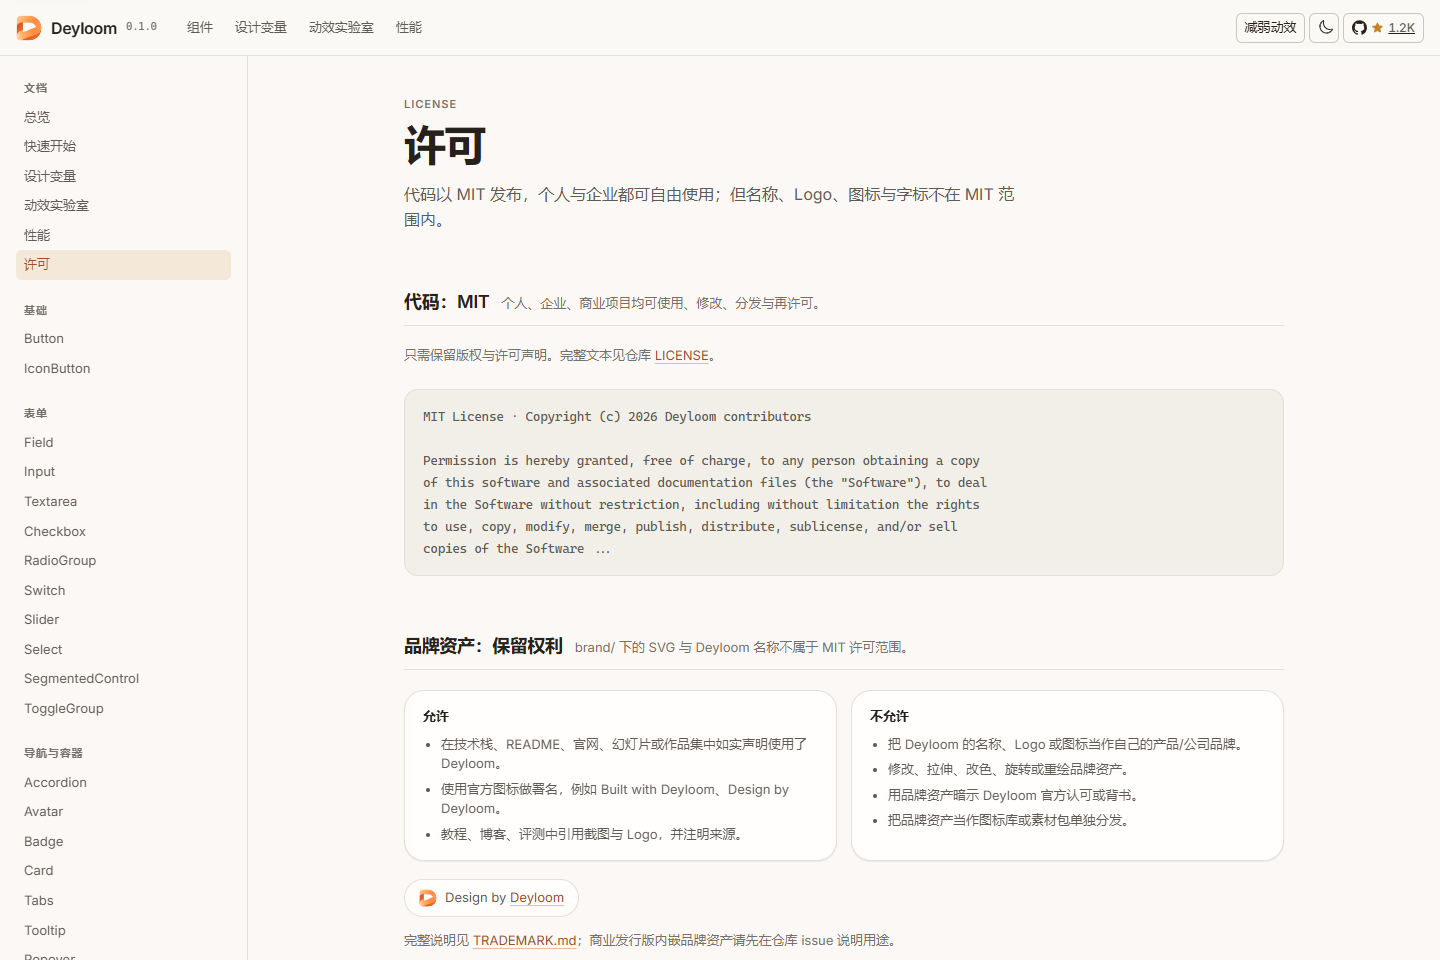 Deyloom 0.1.0 组件 设计变量 动效实验室 性能 减弱动效 1.2K
文档
总览
快速开始
设计变量
动效实验室
性能
许可
基础
Button
IconButton
表单
Field
Input
Textarea
Checkbox
RadioGroup
Switch
Slider
Select
SegmentedControl
ToggleGroup
导航与容器
Accordion
Avatar
Badge
Card
Tabs
Tooltip
Popover
LICENSE
许可
代码以 MIT 发布，个人与企业都可自由使用；但名称、Logo、图标与字标不在 MIT 范
围内。
代码：MIT 个人、企业、商业项目均可使用、修改、分发与再许可。
只需保留版权与许可声明。完整文本见仓库 LICENSE。
MIT License · Copyright (c) 2026 Deyloom contributors
Permission is hereby granted, free of charge, to any person obtaining a copy
of this software and associated documentation files (the "Software"), to deal
in the Software without restriction, including without limitation the rights
to use, copy, modify, merge, publish, distribute, sublicense, and/or sell
copies of the Software ...
品牌资产：保留权利 brand/ 下的 SVG 与 Deyloom 名称不属于 MIT 许可范围。
允许
• 在技术栈、README、官网、幻灯片或作品集中如实声明使用了
Deyloom。
• 使用官方图标做署名，例如 Built with Deyloom、Design by
Deyloom。
• 教程、博客、评测中引用截图与 Logo，并注明来源。
不允许
• 把 Deyloom 的名称、Logo 或图标当作自己的产品/公司品牌。
• 修改、拉伸、改色、旋转或重绘品牌资产。
• 用品牌资产暗示 Deyloom 官方认可或背书。
• 把品牌资产当作图标库或素材包单独分发。
Design by Deyloom
完整说明见 TRADEMARK.md；商业发行版内嵌品牌资产请先在仓库 issue 说明用途。